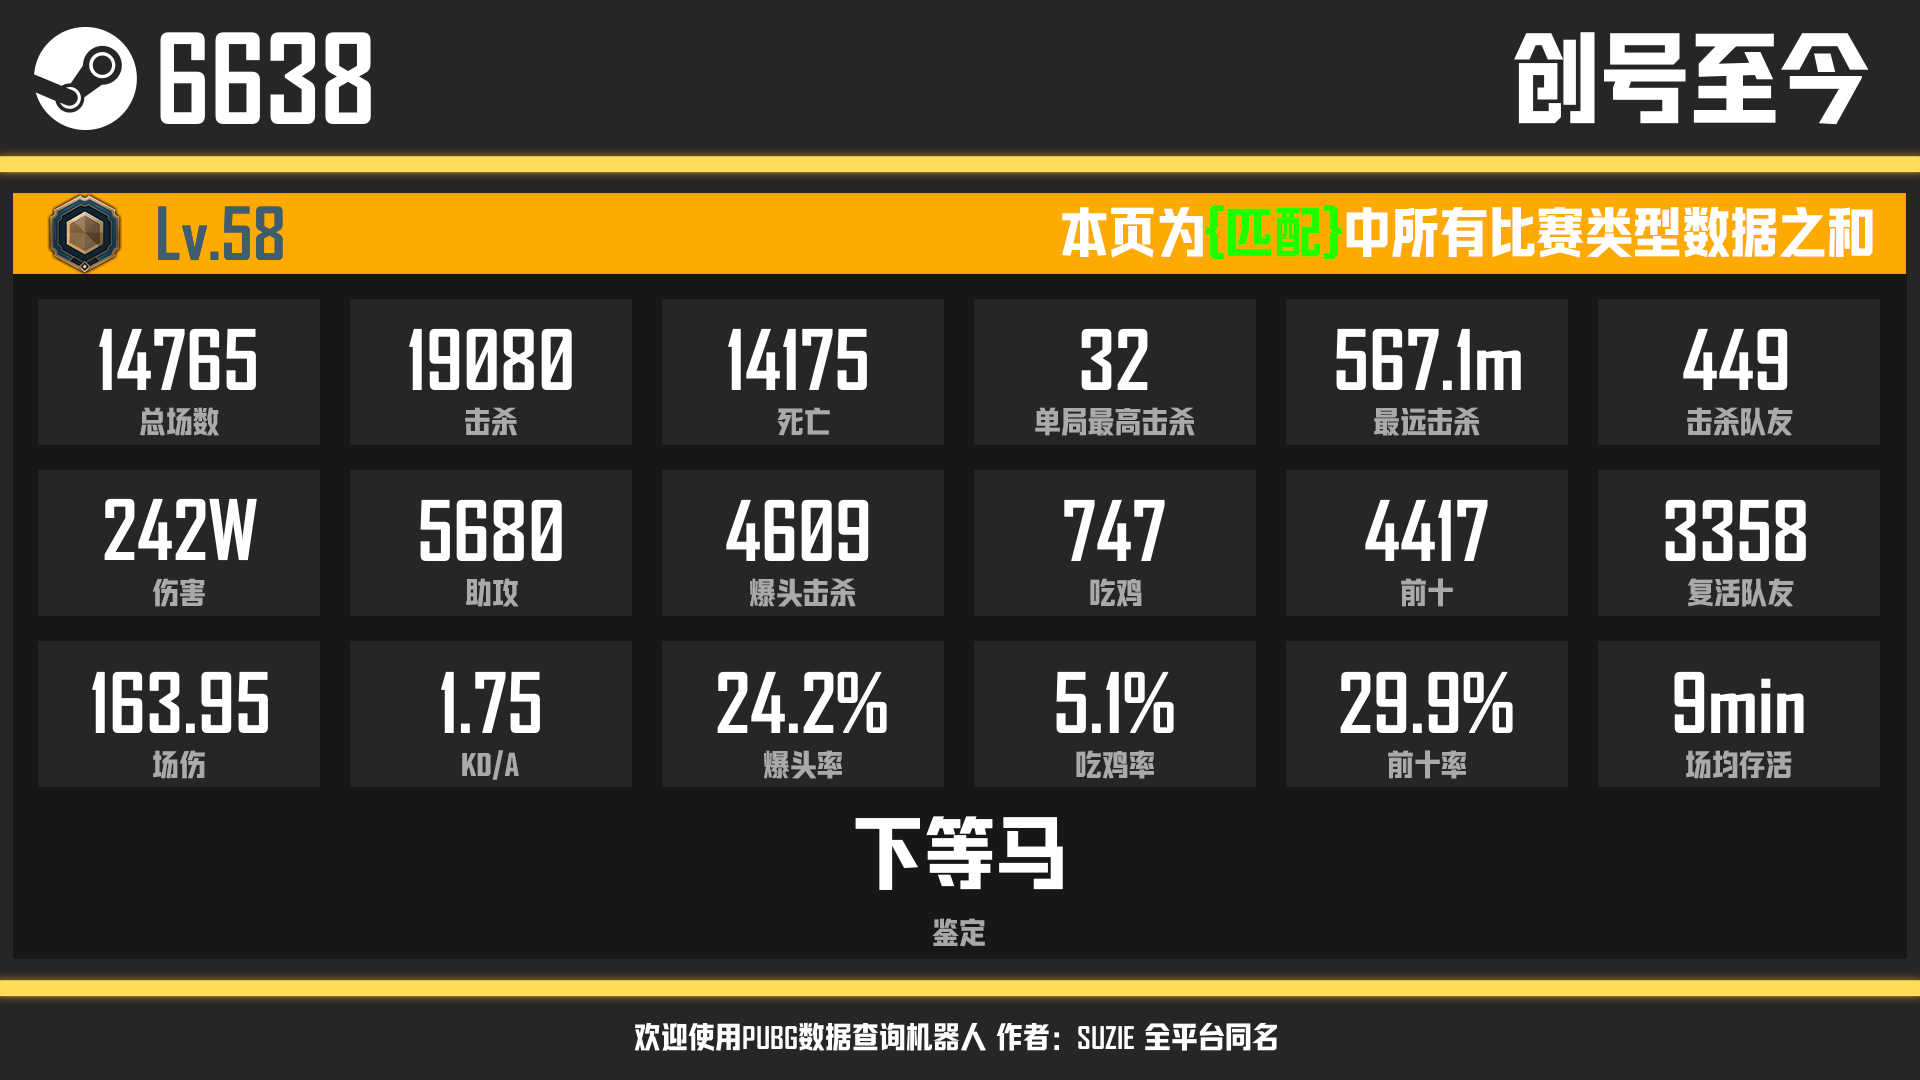 6638
创号至今
Lv.58
本页为{匹配}中所有比赛类型数据之和
14765 19080 14175 32 567.1m 449
总场数 击杀 死亡 单局最高击杀 最远击杀 击杀队友
242W 5680 4609 747 4417 3358
伤害 助攻 爆头击杀 吃鸡 前十 复活队友
163.95 1.75 24.2% 5.1% 29.9% 9min
场伤 KD/A 爆头率 吃鸡率 前十率 场均存活
下等马
鉴定
欢迎使用PUBG数据查询机器人 作者：SUZIE 全平台同名